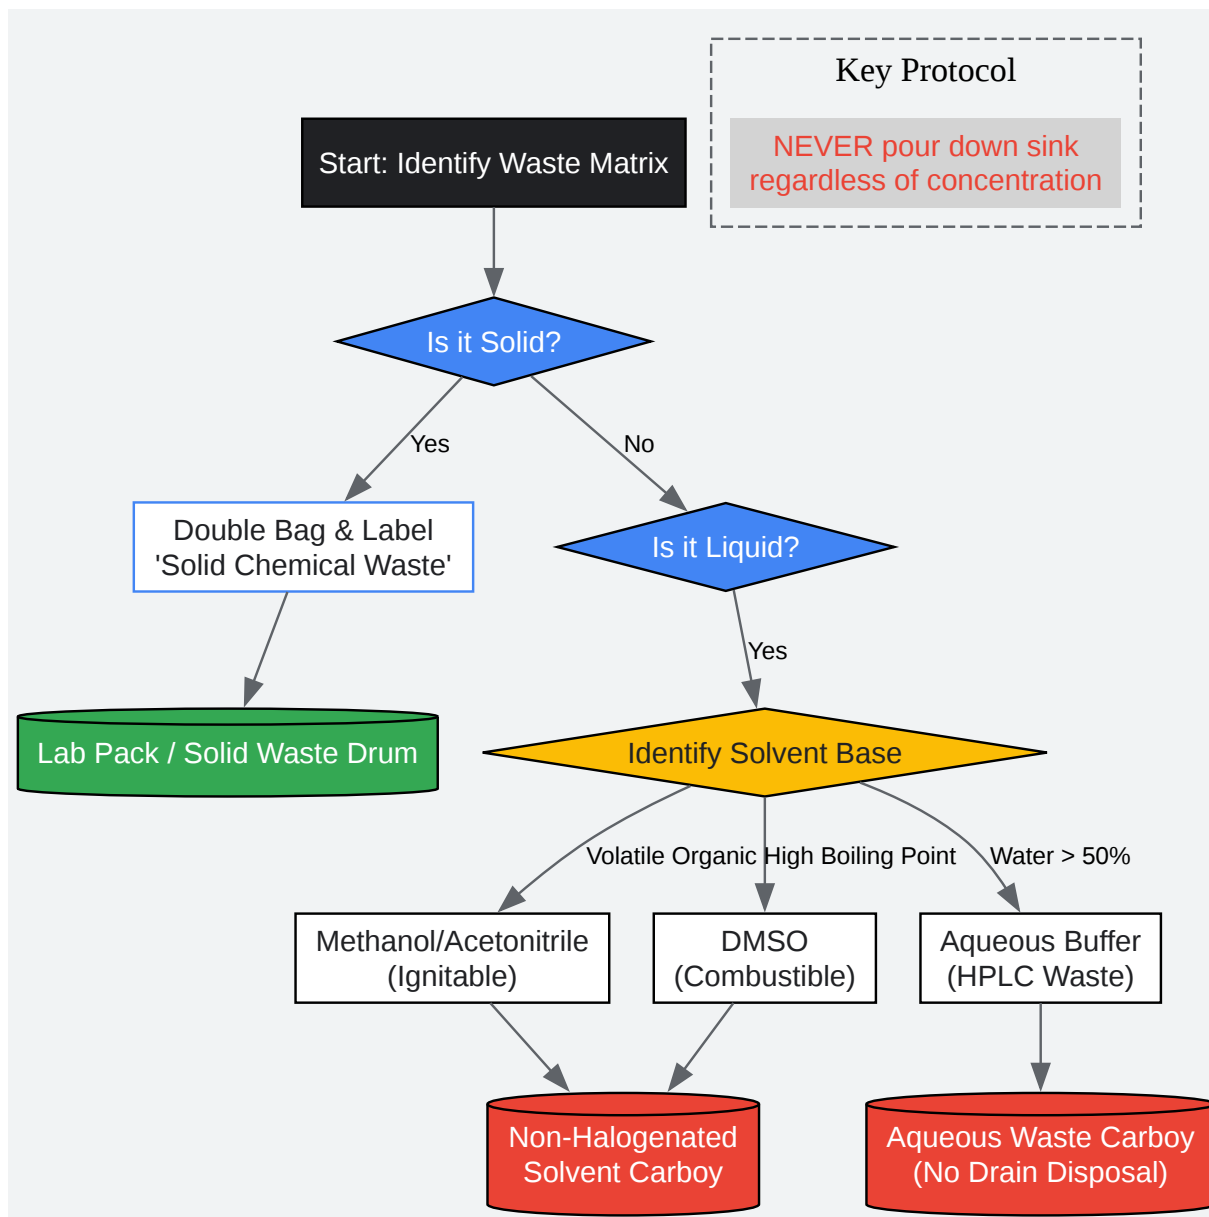 Key Protocol
NEVER pour down sink
regardless of concentration
Start: Identify Waste Matrix
Is it Solid?
Yes
No
Double Bag & Label
'Solid Chemical Waste'
Is it Liquid?
Yes
Lab Pack / Solid Waste Drum
Identify Solvent Base
Volatile Organic
High Boiling Point
Water > 50%
Methanol/Acetonitrile
(Ignitable)
DMSO
(Combustible)
Aqueous Buffer
(HPLC Waste)
Non-Halogenated
Solvent Carboy
Aqueous Waste Carboy
(No Drain Disposal)